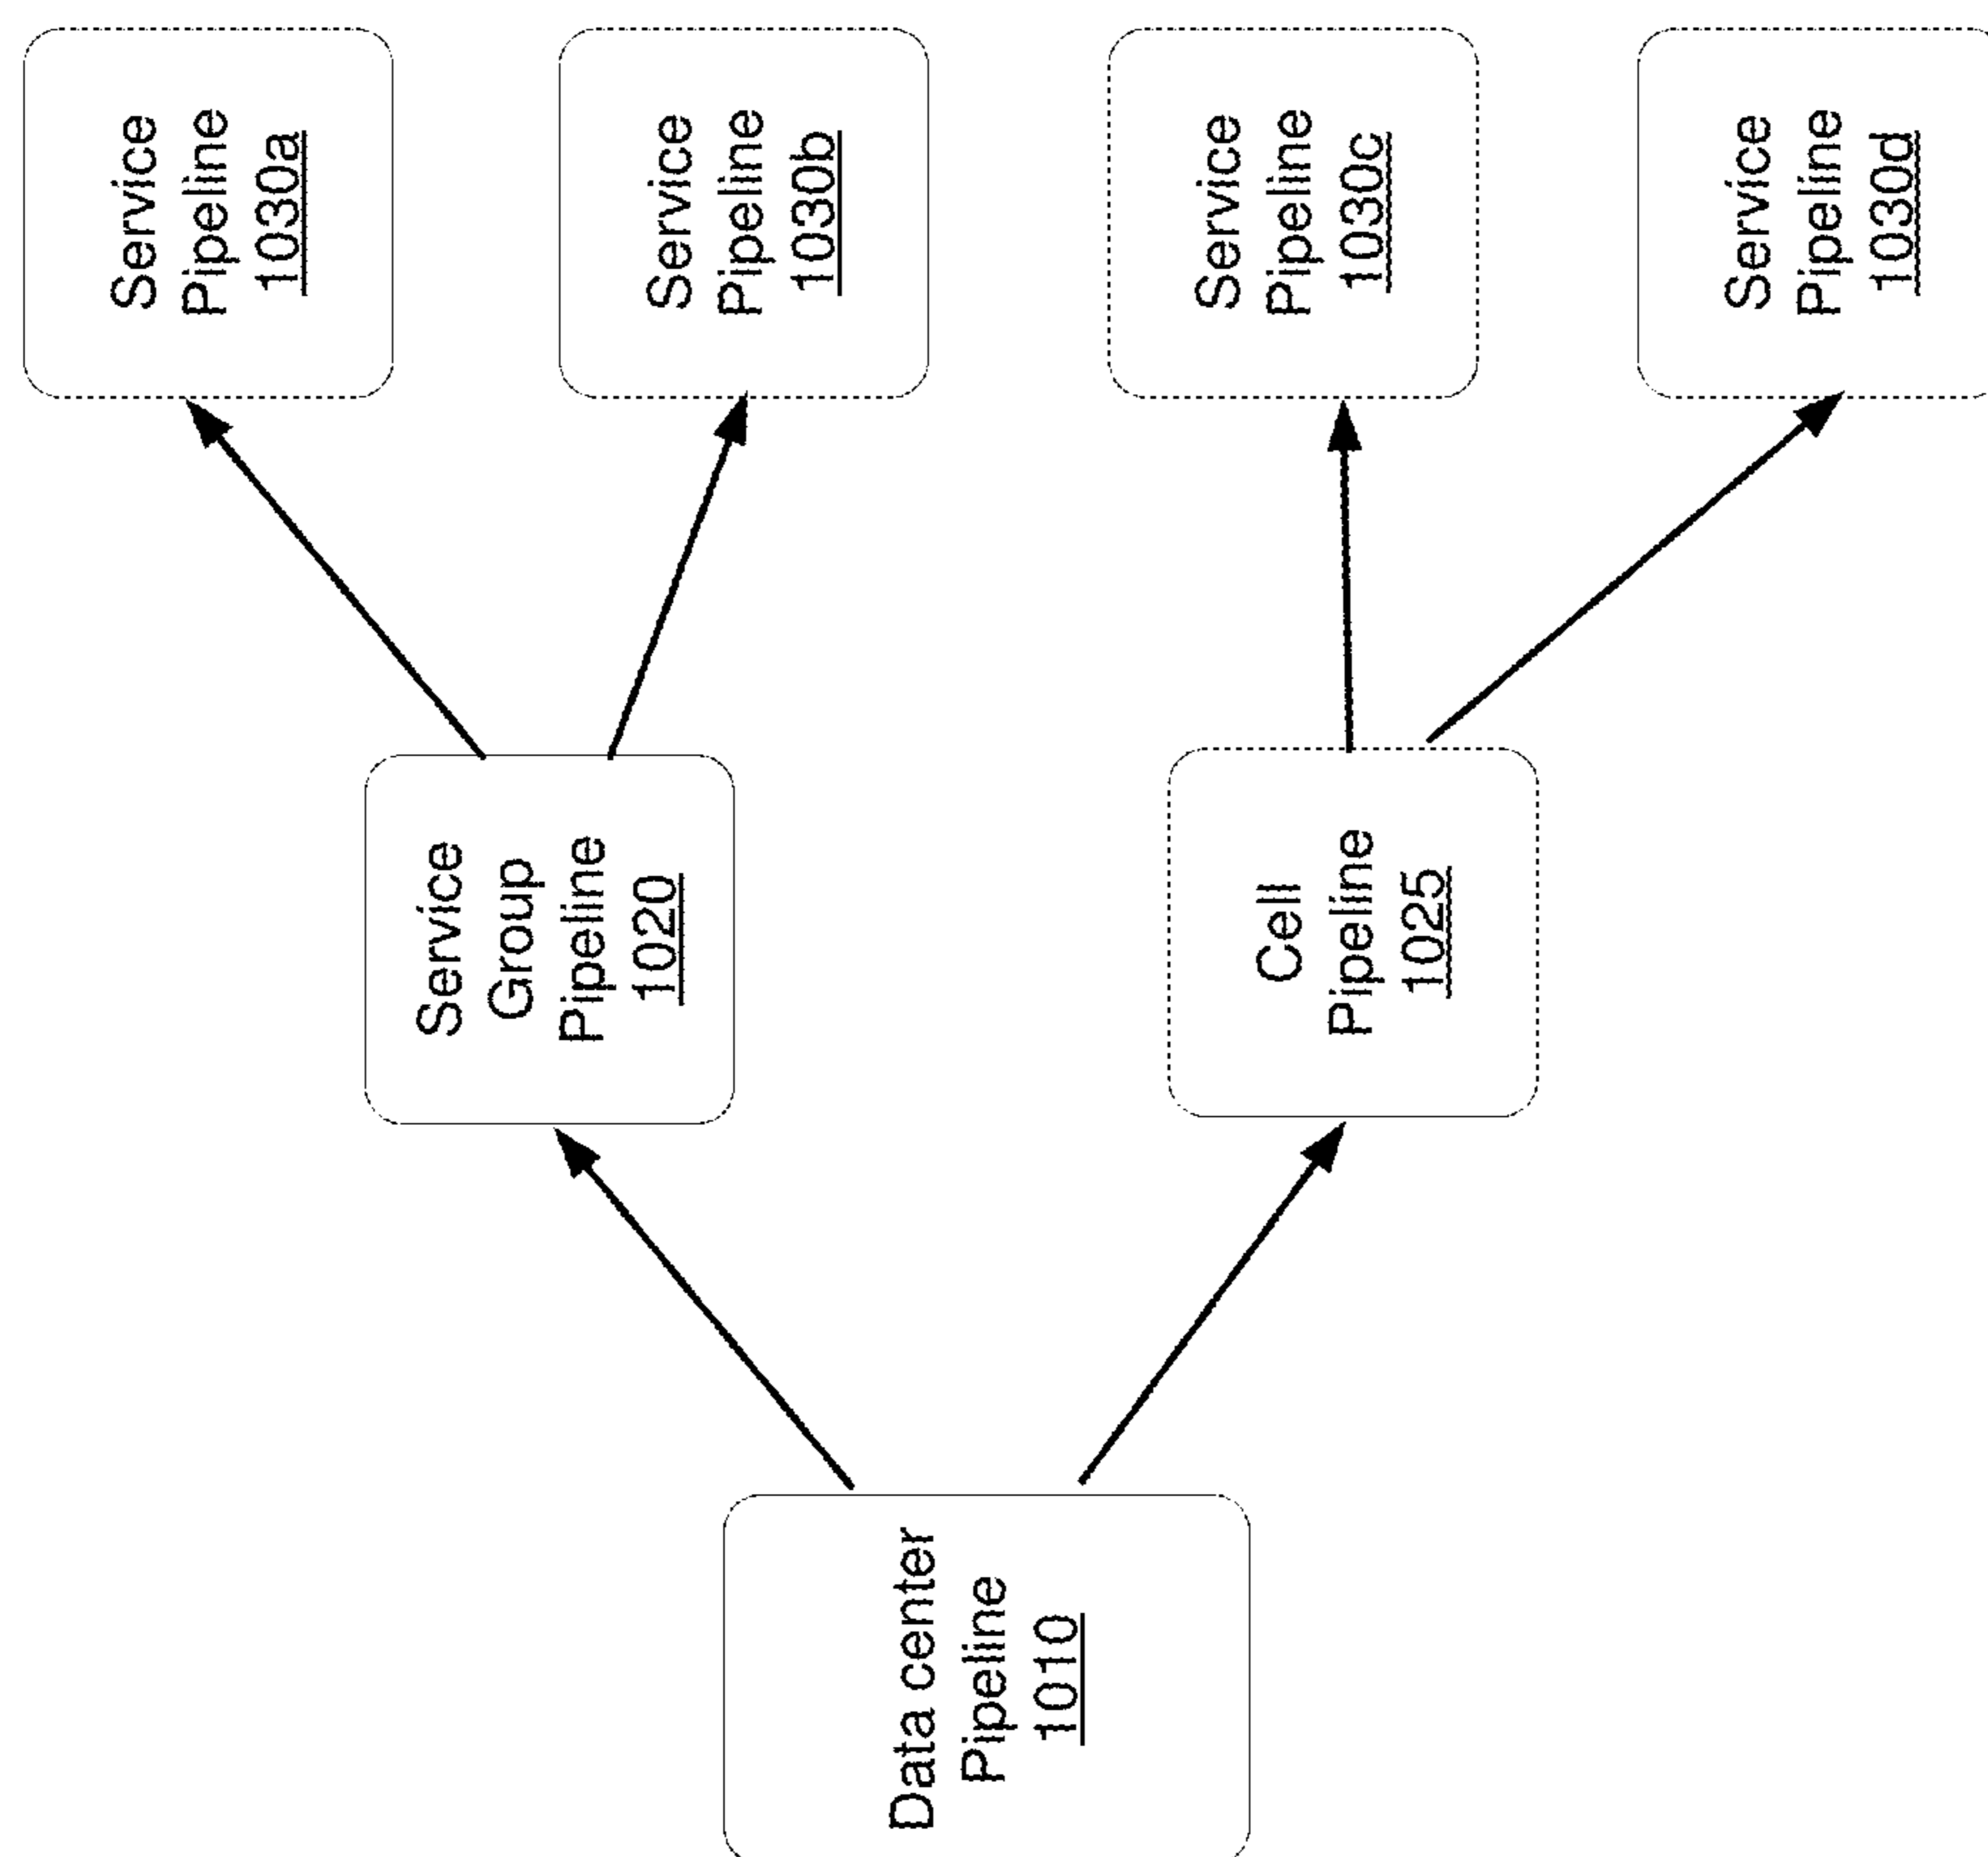 Data center
Pipeline
1010
Service
Group
Pipeline
1020
Cell
Pipeline
1025
Service
Pipeline
1030a
Service
Pipeline
1030b
Service
Pipeline
1030c
Service
Pipeline
1030d